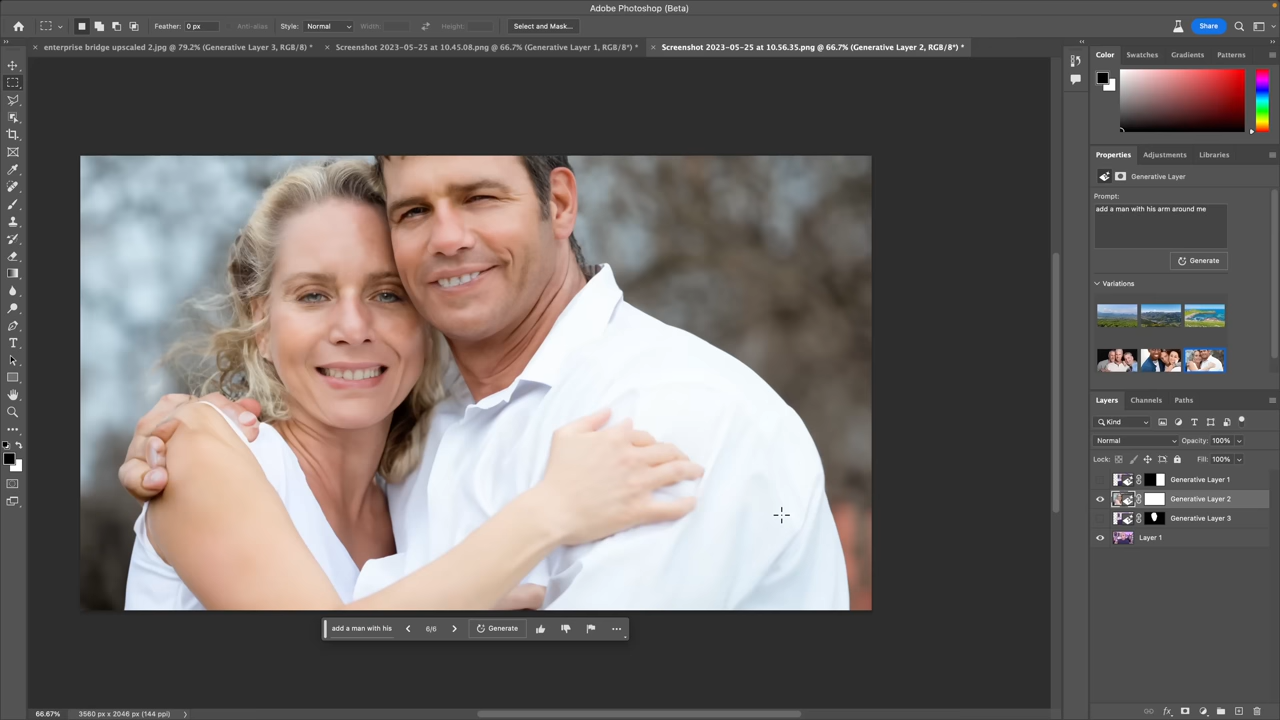 Adobe Photoshop (Beta)
Feather: 0 px Anti-alias Style: Normal Width: Height: Select and Mask... Share
enterprise bridge upscaled 2.jpg @ 79.2% (Generative Layer 3, RGB/8) * Screenshot 2023-05-25 at 10.45.08.png @ 66.7% (Generative Layer 1, RGB/8*) * Screenshot 2023-05-25 at 10.56.35.png @ 66.7% (Generative Layer 2, RGB/8*) *
Color Swatches Gradients Patterns
Properties Adjustments Libraries
Generative Layer
Prompt:
add a man with his arm around me
Generate
Variations
Layers Channels Paths
Kind
Normal Opacity: 100%
Lock: Fill: 100%
Generative Layer 1
Generative Layer 2
Generative Layer 3
Layer 1
add a man with his 6/6 Generate
66.67% 3560 px x 2046 px (144 ppi)